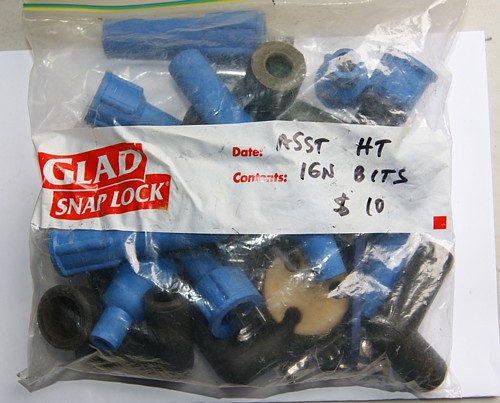 GLAD
SNAP LOCK
Date: ASST HT
Contents: IGN BITS
$ 10